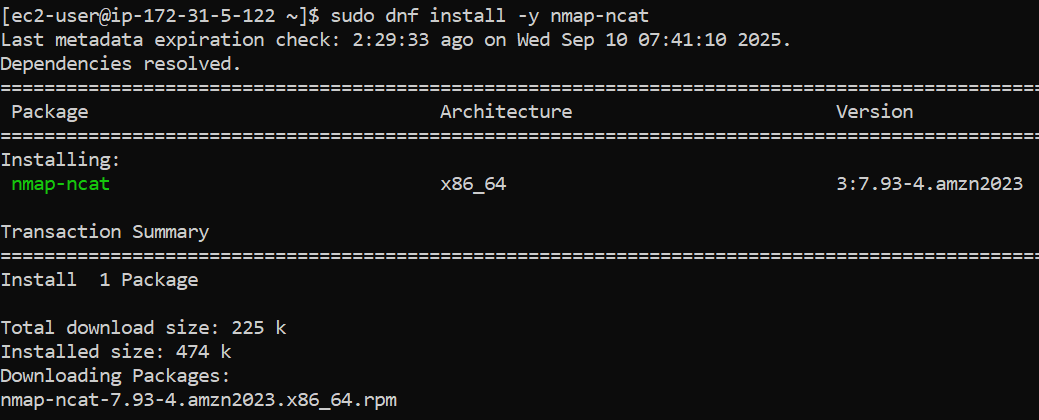 [ec2-user@ip-172-31-5-122 ~]$ sudo dnf install -y nmap-ncat
Last metadata expiration check: 2:29:33 ago on Wed Sep 10 07:41:10 2025.
Dependencies resolved.
================================================================================================
 Package                                Architecture                        Version
================================================================================================
Installing:
 nmap-ncat                              x86_64                              3:7.93-4.amzn2023

Transaction Summary
================================================================================================
Install  1 Package

Total download size: 225 k
Installed size: 474 k
Downloading Packages:
nmap-ncat-7.93-4.amzn2023.x86_64.rpm